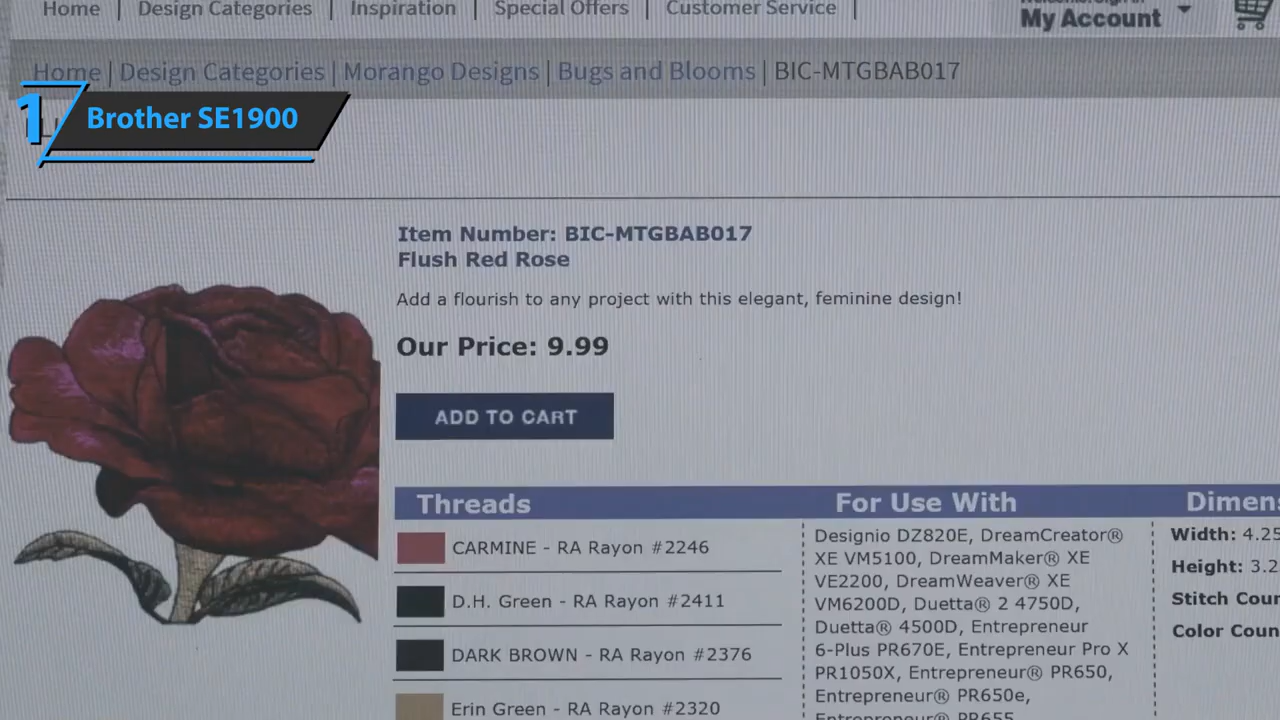 Home | Design Categories | Inspiration | Special Offers | Customer Service |
My Account
Home | Design Categories | Morango Designs | Bugs and Blooms | BIC-MTGBAB017
1 Brother SE1900
Item Number: BIC-MTGBAB017
Flush Red Rose
Add a flourish to any project with this elegant, feminine design!
Our Price: 9.99
ADD TO CART
Threads
CARMINE - RA Rayon #2246
D.H. Green - RA Rayon #2411
DARK BROWN - RA Rayon #2376
Erin Green - RA Rayon #2320
For Use With
Designio DZ820E, DreamCreator®
XE VM5100, DreamMaker® XE
VE2200, DreamWeaver® XE
VM6200D, Duetta® 2 4750D,
Duetta® 4500D, Entrepreneur
6-Plus PR670E, Entrepreneur Pro X
PR1050X, Entrepreneur® PR650,
Entrepreneur® PR650e,
Entrepreneur® PR655
Dimens
Width: 4.25
Height: 3.2
Stitch Coun
Color Coun